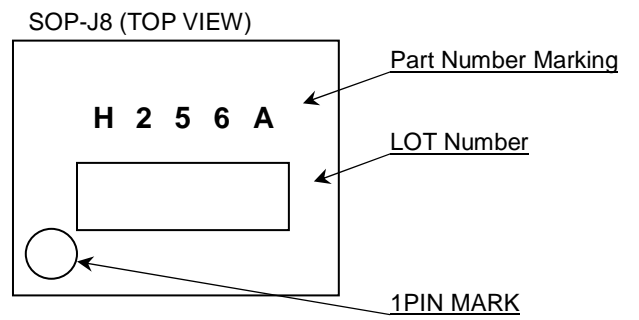 SOP-J8 (TOP VIEW)
Part Number Marking
H 2 5 6 A
LOT Number
1PIN MARK